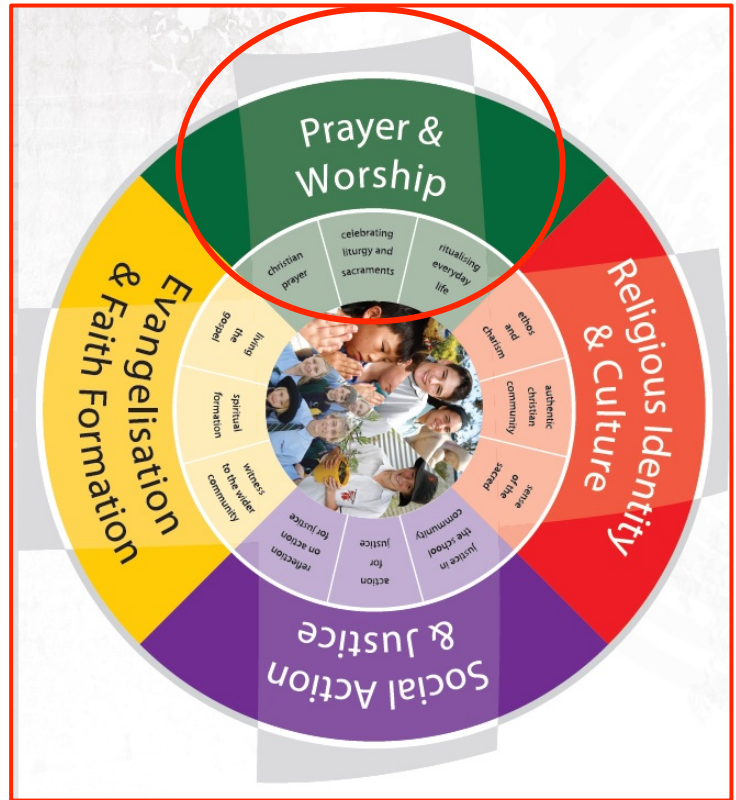 Prayer &
Worship
christian
prayer
celebrating
liturgy and
sacraments
ritualising
everyday
life
Religious Identity
& Culture
ethos
and
charism
authentic
christian
community
sense
of the
sacred
Social Action
& Justice
justice in
the school
community
action
for
justice
reflection
on action
for justice
Evangelisation
& Faith Formation
witness
to the wider
community
spiritual
formation
living
the
gospel